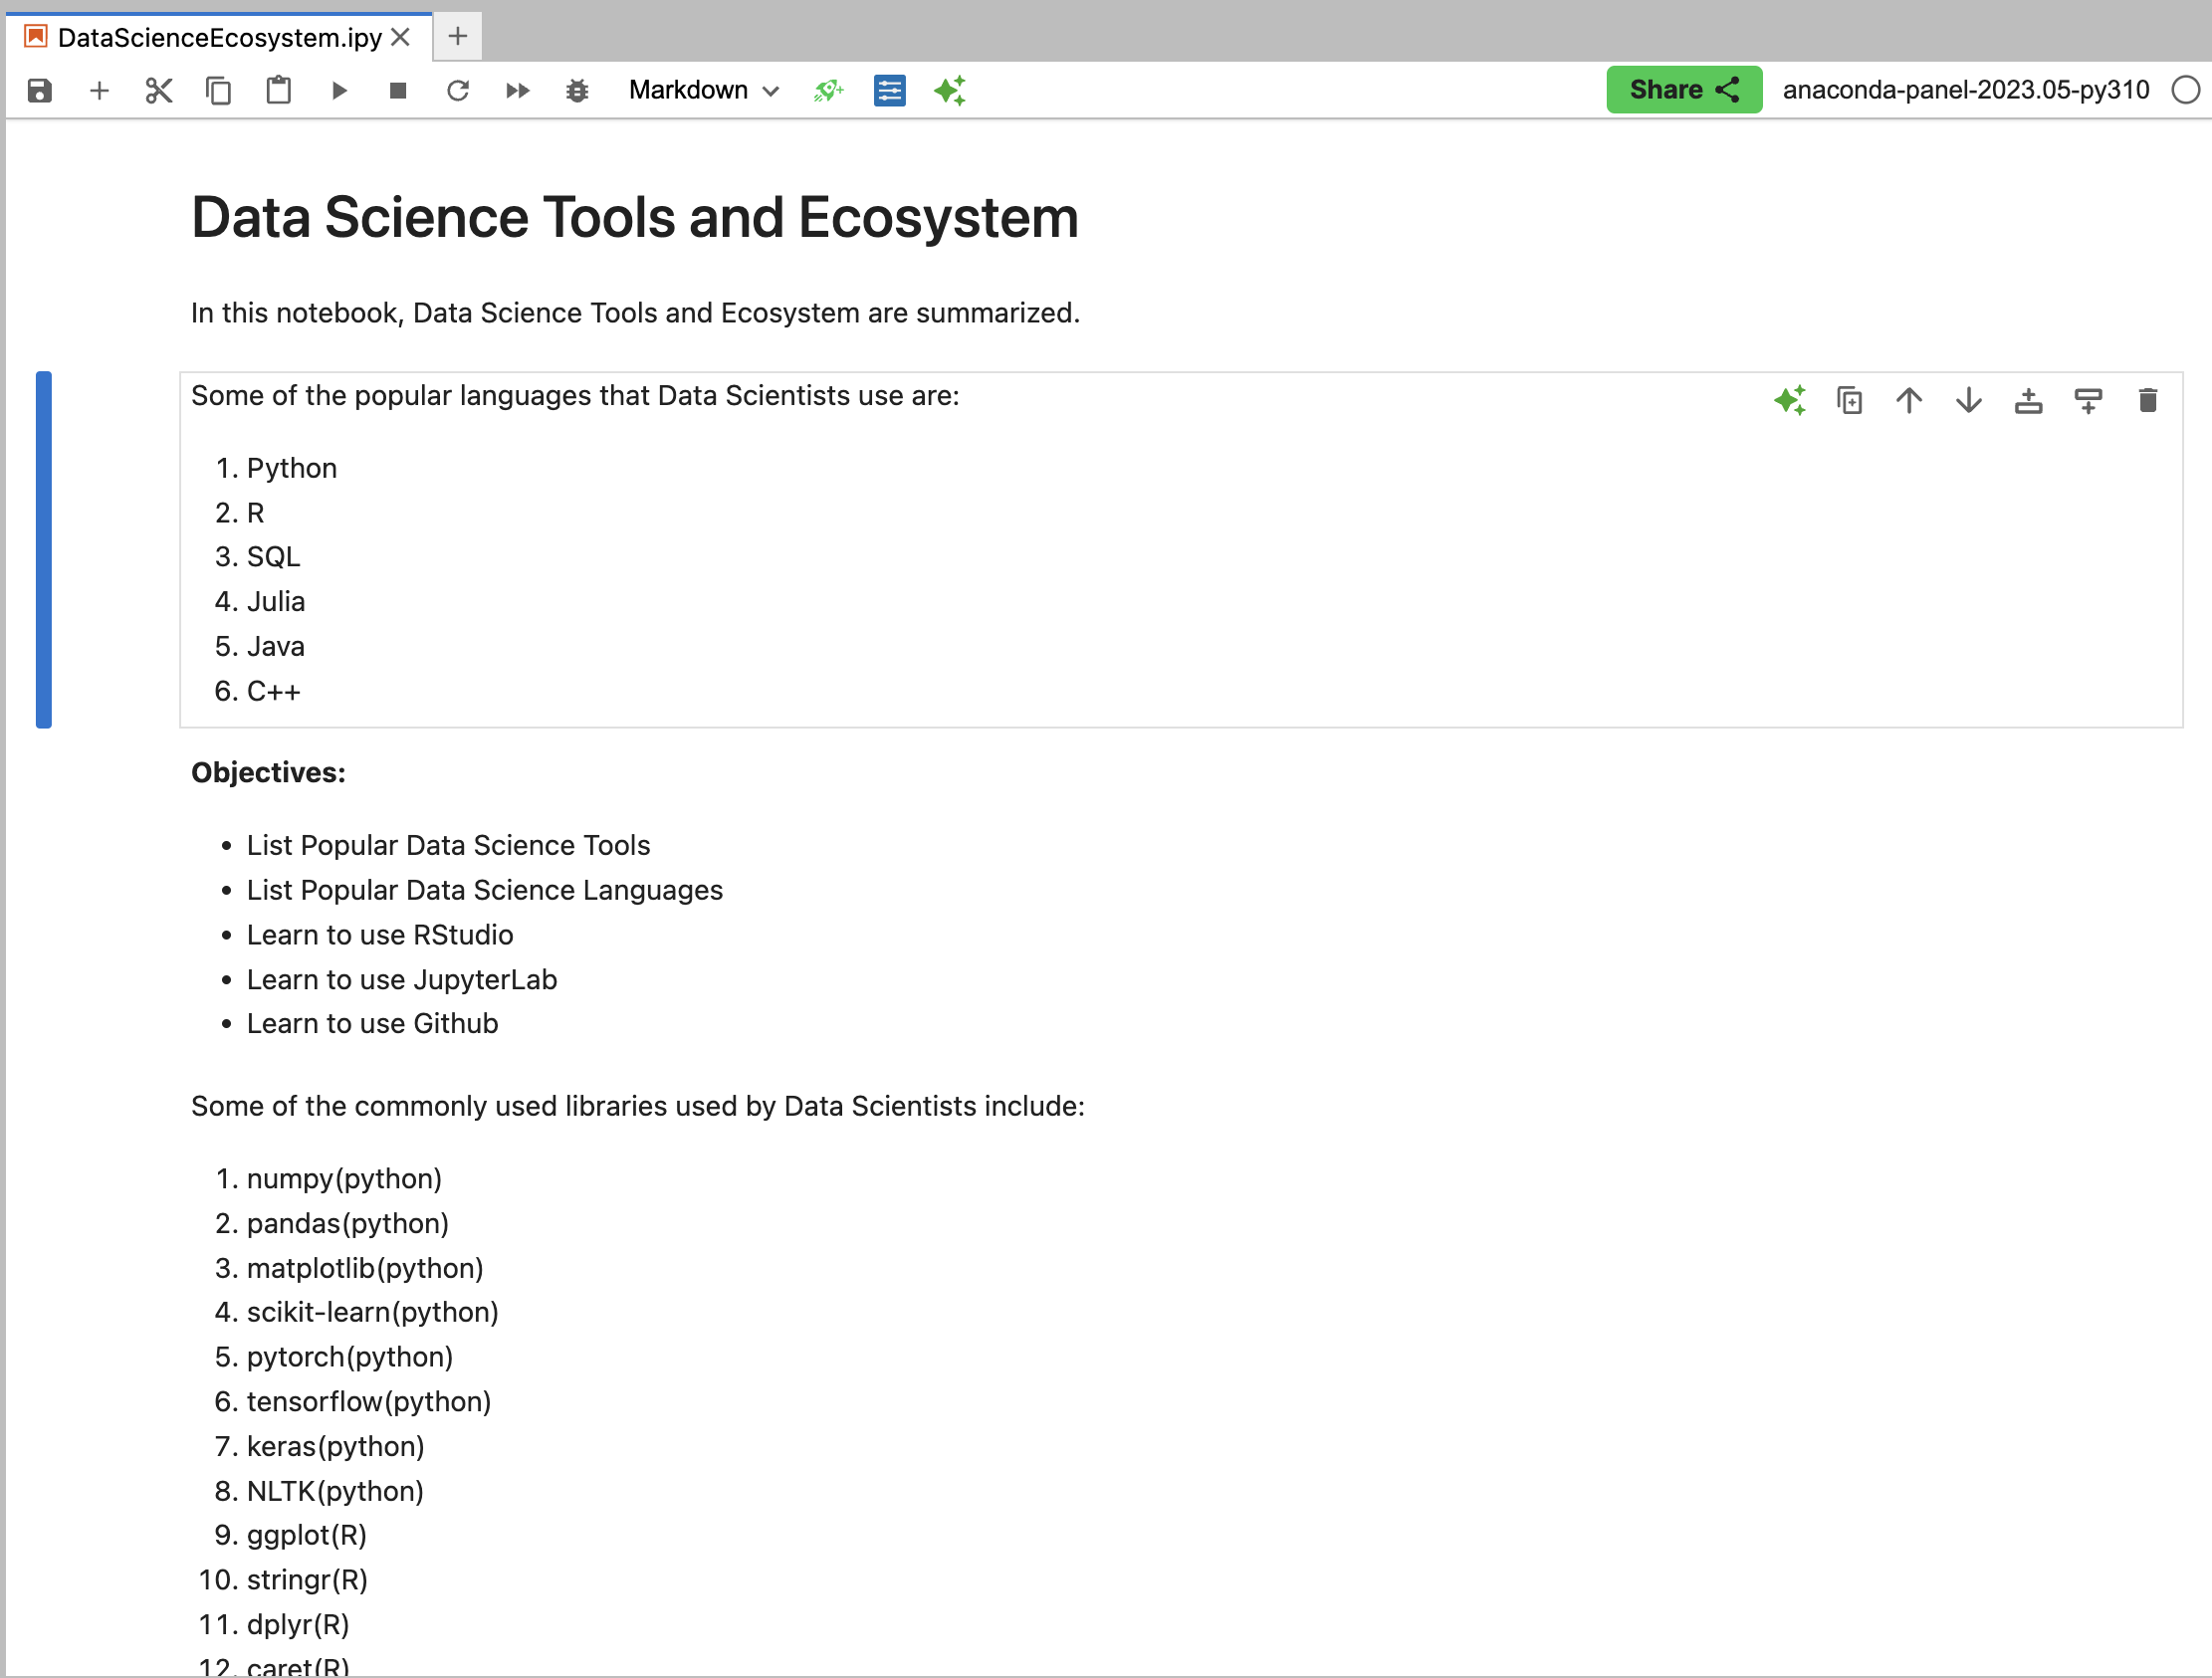 DataScienceEcosystem.ipy
Markdown
Share
anaconda-panel-2023.05-py310
Data Science Tools and Ecosystem
In this notebook, Data Science Tools and Ecosystem are summarized.
Some of the popular languages that Data Scientists use are:
1. Python
2. R
3. SQL
4. Julia
5. Java
6. C++
Objectives:
• List Popular Data Science Tools
• List Popular Data Science Languages
• Learn to use RStudio
• Learn to use JupyterLab
• Learn to use Github
Some of the commonly used libraries used by Data Scientists include:
1. numpy(python)
2. pandas(python)
3. matplotlib(python)
4. scikit-learn(python)
5. pytorch(python)
6. tensorflow(python)
7. keras(python)
8. NLTK(python)
9. ggplot(R)
10. stringr(R)
11. dplyr(R)
12. caret(R)